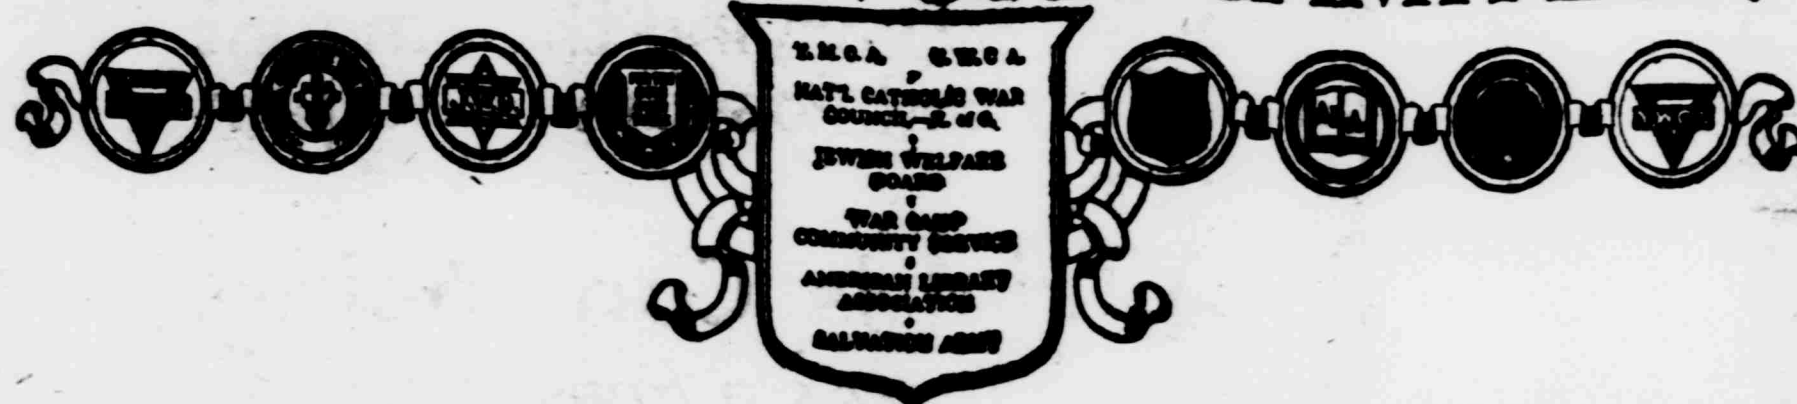 Y. M. C. A. Y. W. C. A.
NAT'L CATHOLIC WAR
COUNCIL—K. of C.
JEWISH WELFARE
BOARD
WAR CAMP
COMMUNITY SERVICE
AMERICAN LIBRARY
ASSOCIATION
SALVATION ARMY